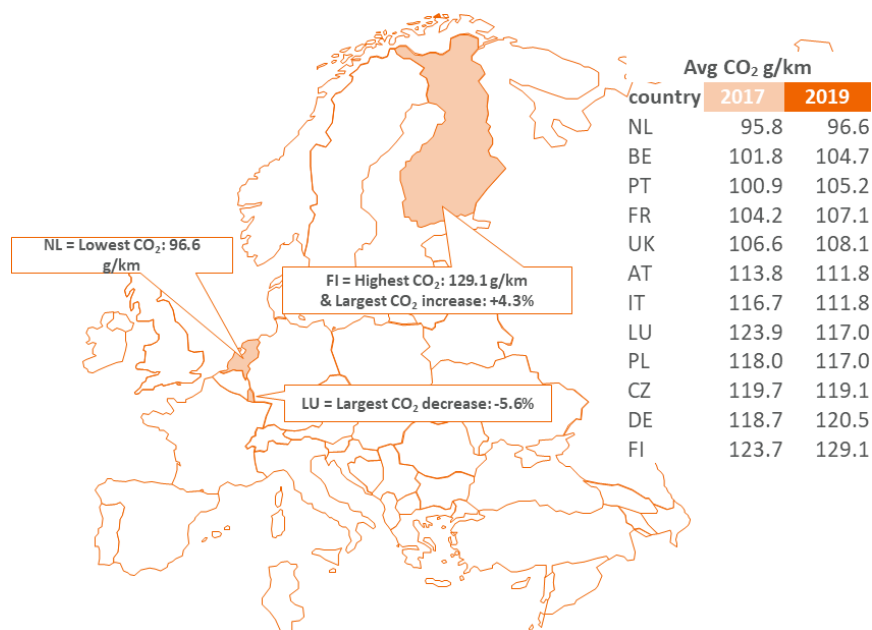 Avg CO₂ g/km
country 2017 2019
NL 95.8 96.6
BE 101.8 104.7
PT 100.9 105.2
FR 104.2 107.1
UK 106.6 108.1
AT 113.8 111.8
IT 116.7 111.8
LU 123.9 117.0
PL 118.0 117.0
CZ 119.7 119.1
DE 118.7 120.5
FI 123.7 129.1
NL = Lowest CO₂: 96.6
g/km
FI = Highest CO₂: 129.1 g/km
& Largest CO₂ increase: +4.3%
LU = Largest CO₂ decrease: -5.6%